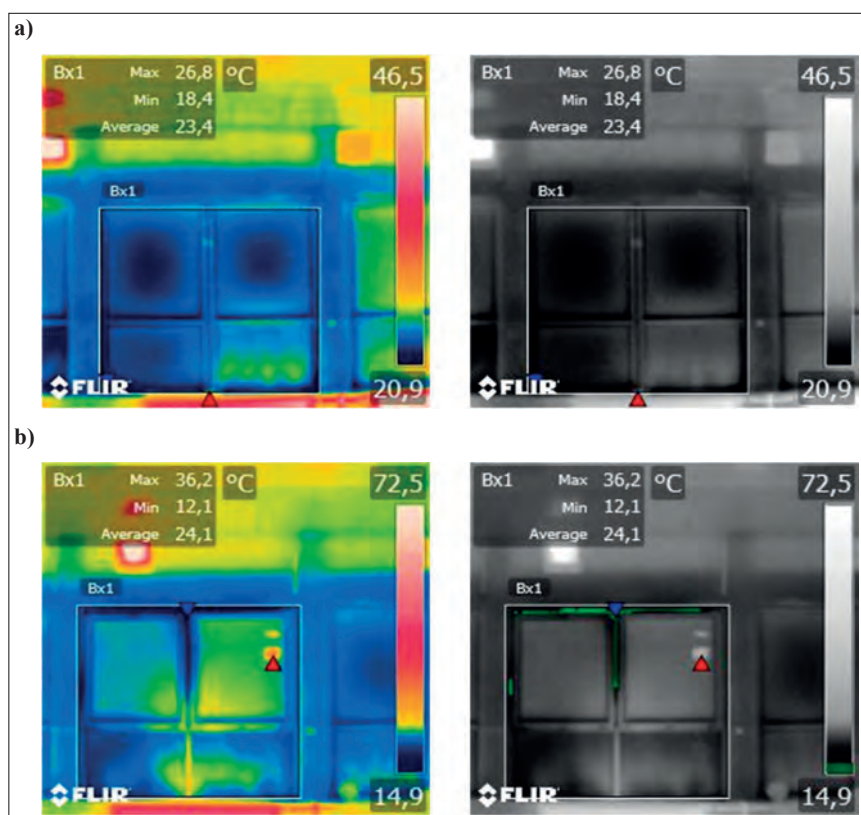 a)
Bx1 Max 26,8 °C 46,5
Min 18,4
Average 23,4
Bx1
FLIR 20,9
Bx1 Max 26,8 °C 46,5
Min 18,4
Average 23,4
Bx1
FLIR 20,9
b)
Bx1 Max 36,2 °C 72,5
Min 12,1
Average 24,1
Bx1
FLIR 14,9
Bx1 Max 36,2 °C 72,5
Min 12,1
Average 24,1
Bx1
FLIR 14,9